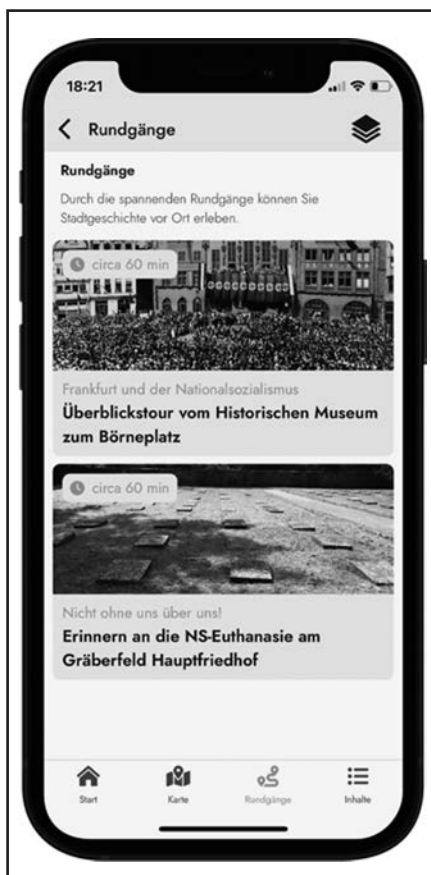 18:21
Rundgänge
Rundgänge
Durch die spannenden Rundgänge können Sie
Stadtgeschichte vor Ort erleben.
circa 60 min
Frankfurt und der Nationalsozialismus
Überblickstour vom Historischen Museum
zum Börneplatz
circa 60 min
Nicht ohne uns über uns!
Erinnern an die NS-Euthanasie am
Gräberfeld Hauptfriedhof
Start
Karte
Rundgänge
Inhalte